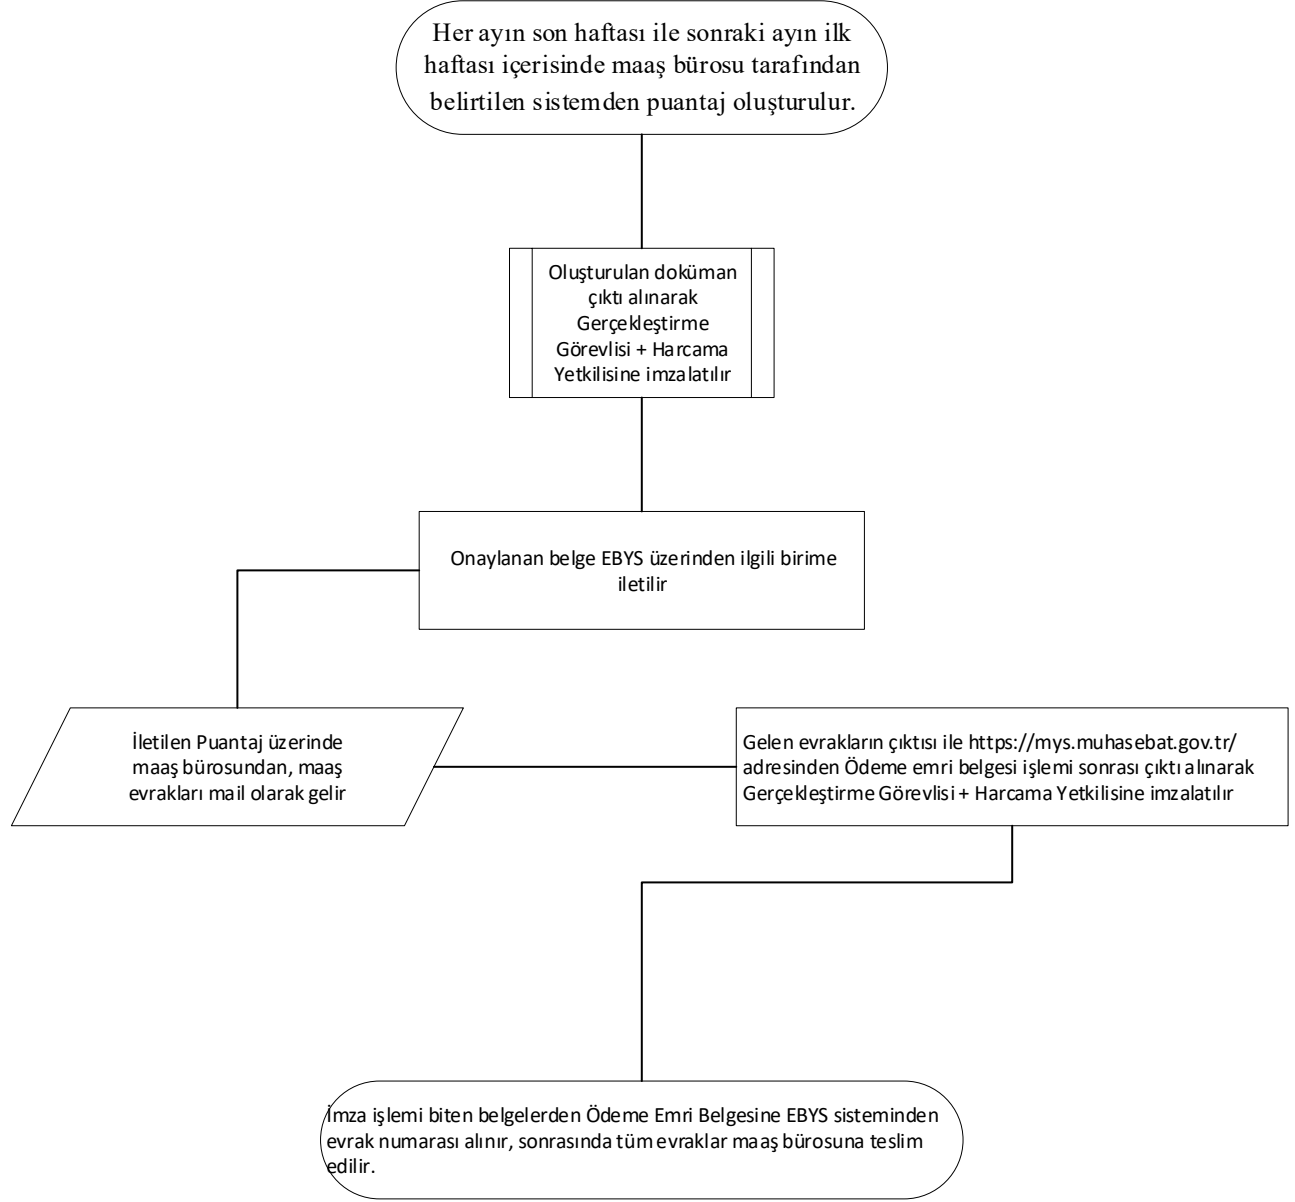 Her ayın son haftası ile sonraki ayın ilk
haftası içerisinde maaş bürosu tarafından
belirtilen sistemden puantaj oluşturulur.
Oluşturulan doküman
çıktı alınarak
Gerçekleştirme
Görevlisi + Harcama
Yetkilisine imzalatılır
Onaylanan belge EBYS üzerinden ilgili birime
iletilir
İletilen Puantaj üzerinde
maaş bürosundan, maaş
evrakları mail olarak gelir
Gelen evrakların çıktısı ile https://mys.muhasebat.gov.tr/
adresinden Ödeme emri belgesi işlemi sonrası çıktı alınarak
Gerçekleştirme Görevlisi + Harcama Yetkilisine imzalatılır
İmza işlemi biten belgelerden Ödeme Emri Belgesine EBYS sisteminden
evrak numarası alınır, sonrasında tüm evraklar maaş bürosuna teslim
edilir.